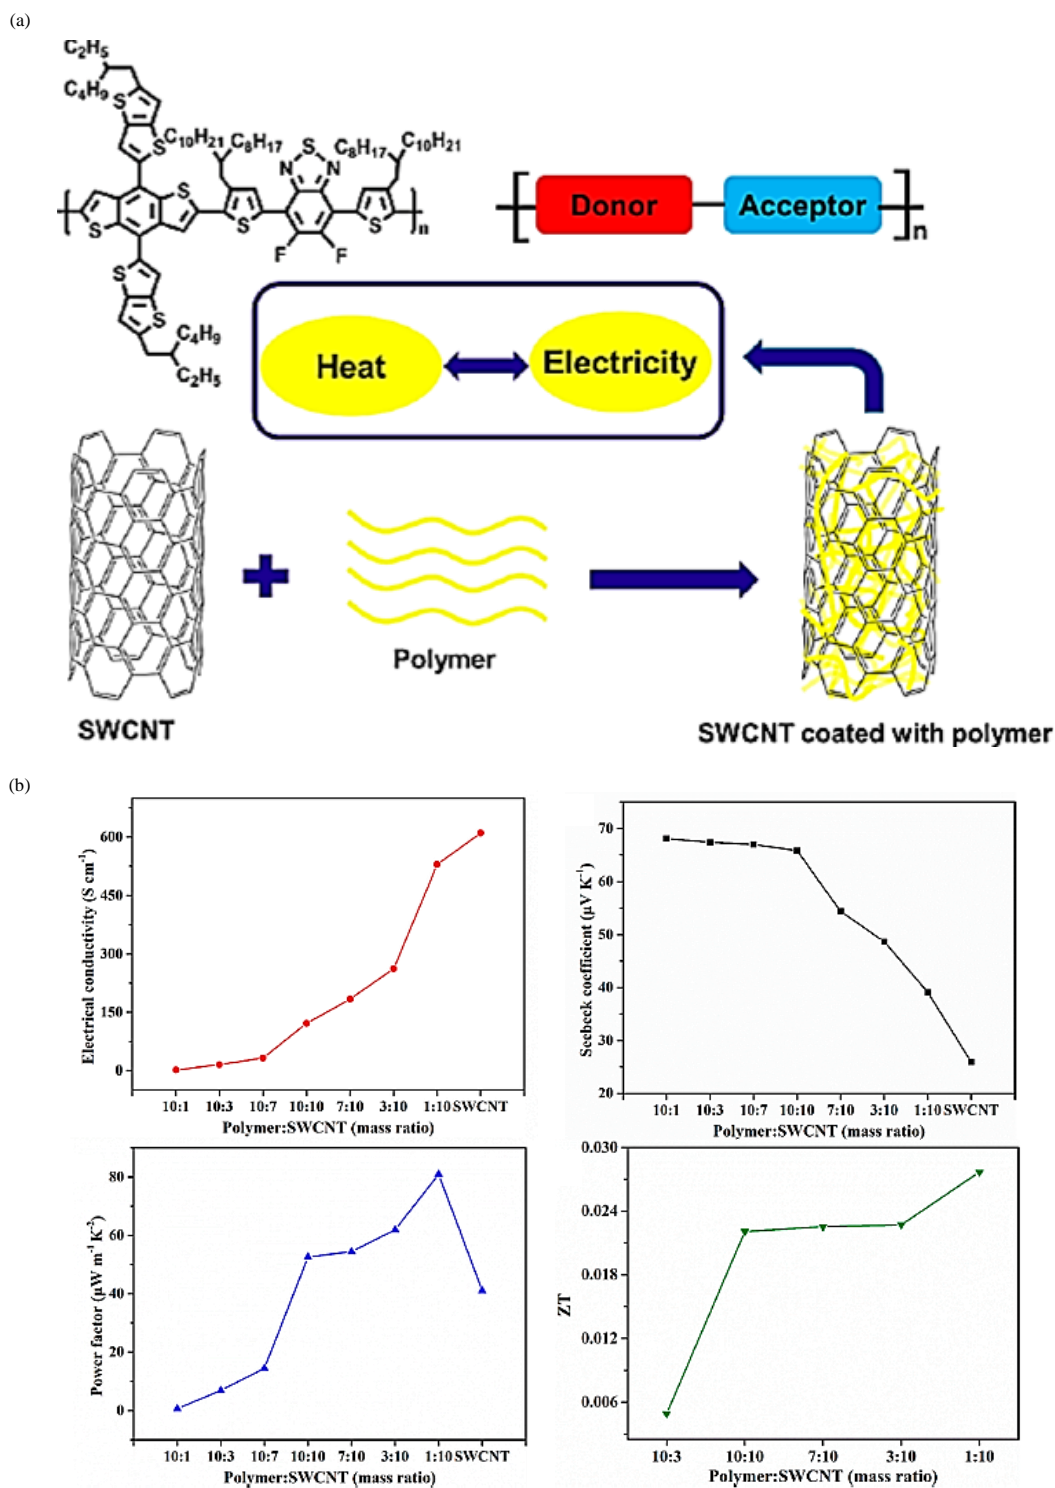 (a)
C2H5
C4H9
S
S
C10H21
C8H17
S
N
N
C8H17
C10H21
S
S
S
S
n
F
F
S
S
C4H9
C2H5
Donor
Acceptor
n
Heat
Electricity
SWCNT
Polymer
SWCNT coated with polymer
(b)
Electrical conductivity (S cm⁻¹)
600
450
300
150
0
10:1 10:3 10:7 10:10 7:10 3:10 1:10 SWCNT
Polymer:SWCNT (mass ratio)
Seebeck coefficient (µV K⁻¹)
70
60
50
40
30
20
10:1 10:3 10:7 10:10 7:10 3:10 1:10 SWCNT
Polymer:SWCNT (mass ratio)
Power factor (µW m⁻¹ K⁻²)
80
60
40
20
0
10:1 10:3 10:7 10:10 7:10 3:10 1:10 SWCNT
Polymer:SWCNT (mass ratio)
ZT
0.030
0.024
0.018
0.012
0.006
10:3 10:10 7:10 3:10 1:10
Polymer:SWCNT (mass ratio)